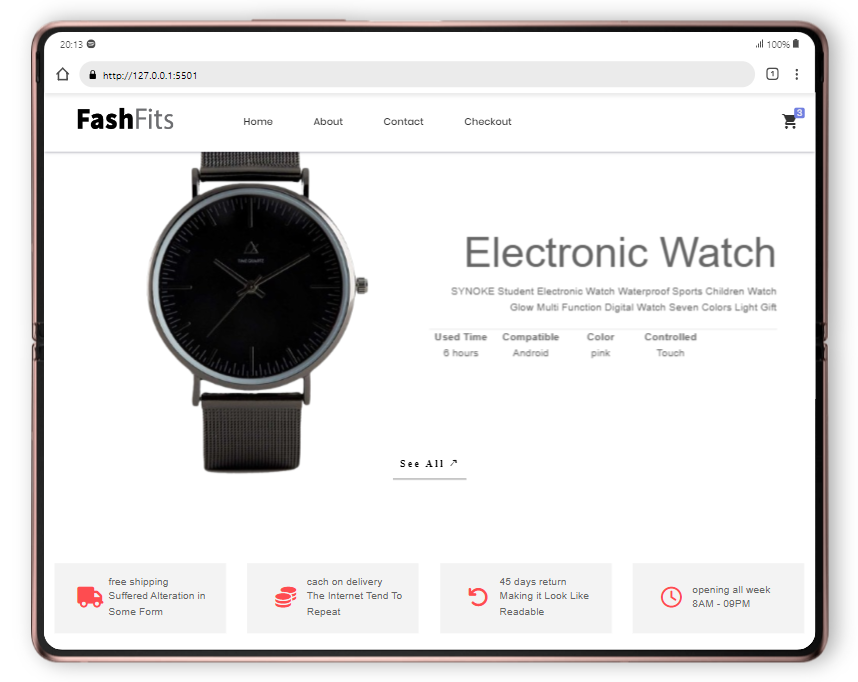 20:13
100%
http://127.0.0.1:5501
1
FashFits
Home
About
Contact
Checkout
3
Electronic Watch
SYNOKE Student Electronic Watch Waterproof Sports Children Watch
Glow Multi Function Digital Watch Seven Colors Light Gift
Used Time Compatible Color Controlled
6 hours Android pink Touch
See All ↗
free shipping
Suffered Alteration in
Some Form
cach on delivery
The Internet Tend To
Repeat
45 days return
Making it Look Like
Readable
opening all week
8AM - 09PM